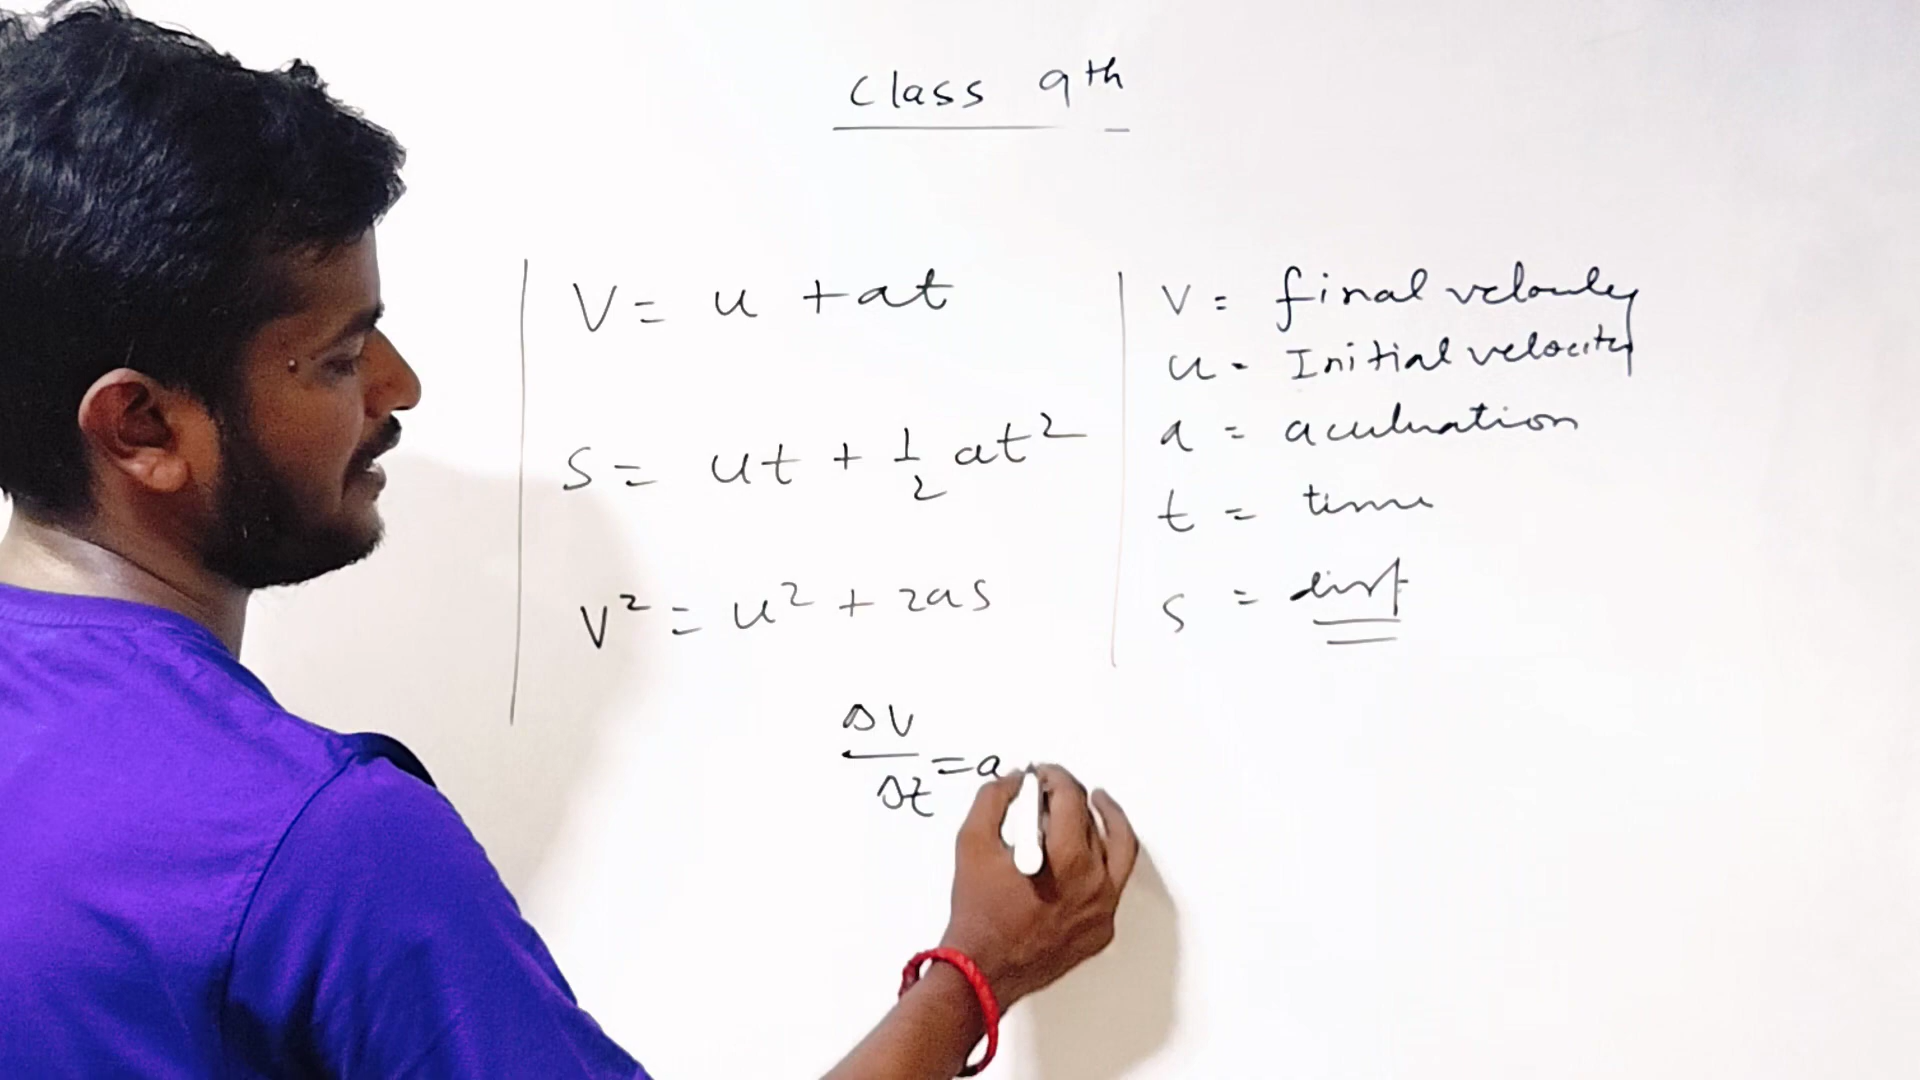 Class 9th
V = u + at
S = ut + 1/2 at²
V² = u² + 2as
V = final velocity
u = Initial velocity
a = acceleration
t = time
S = dist
ΔV/Δt = a